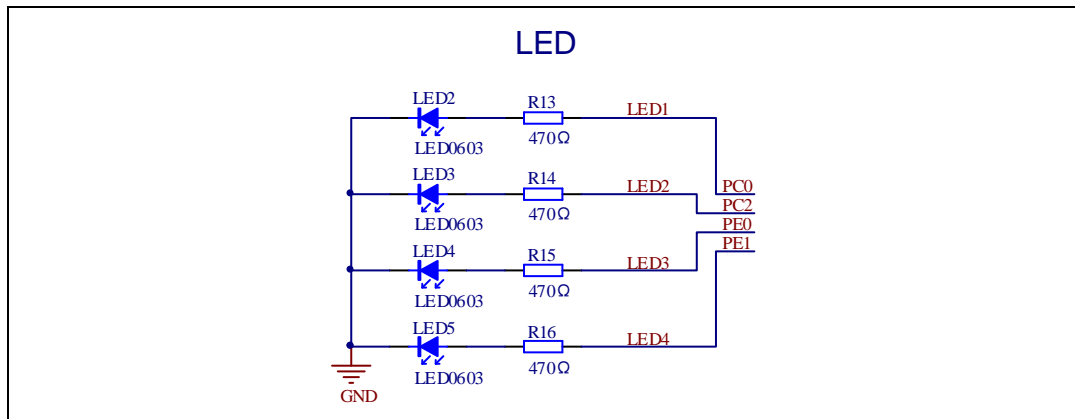 LED
LED2
R13
LED1
470Ω
LED0603
LED3
R14
LED2
PC0
470Ω
PC2
LED0603
PE0
LED4
R15
PE1
LED3
470Ω
LED0603
LED5
R16
LED4
470Ω
LED0603
GND